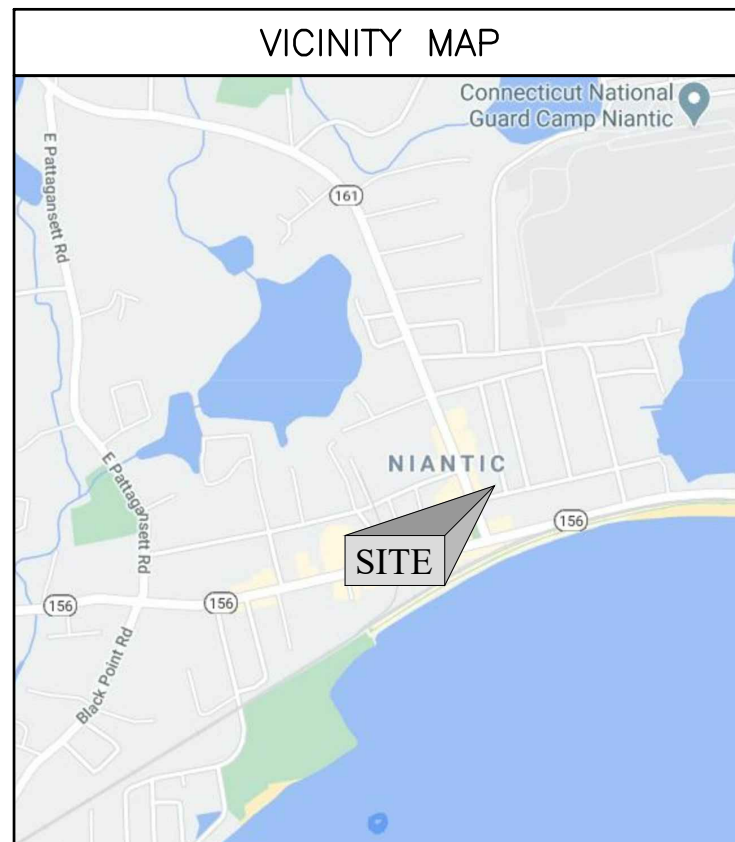 VICINITY MAP
Connecticut National
Guard Camp Niantic
E Pattagansett Rd
161
NIANTIC
E Pattagansett Rd
156
SITE
156
156
Black Point Rd